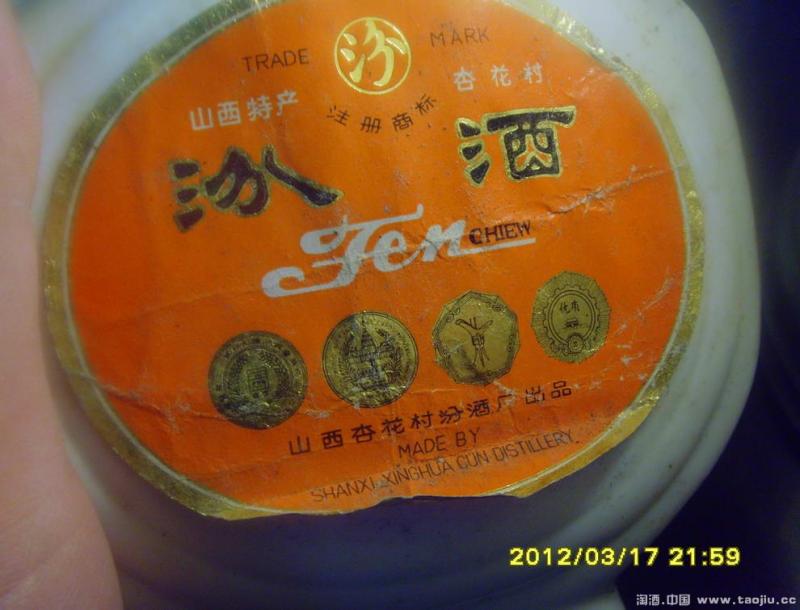 TRADE 汾 MARK
山西特产 注册商标 杏花村
汾酒
Fen CHIEW
优质
山西杏花村汾酒厂出品
MADE BY
SHANXI XINGHUA CUN DISTILLERY
2012/03/17 21:59
淘酒.中国 www.taojiu.cc